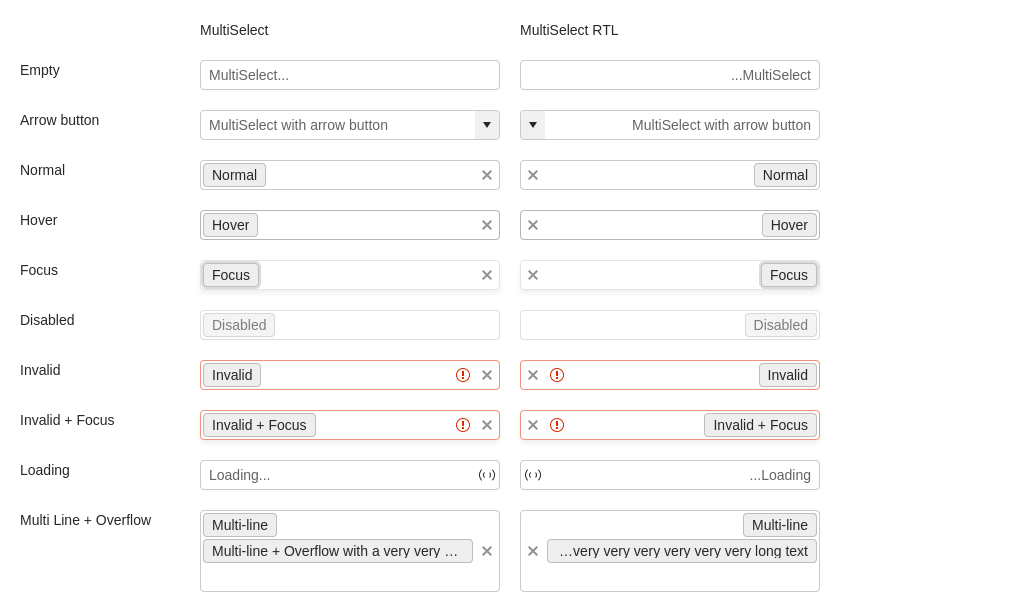 MultiSelect MultiSelect RTL
Empty MultiSelect... ...MultiSelect
Arrow button MultiSelect with arrow button MultiSelect with arrow button
Normal Normal Normal
Hover Hover Hover
Focus Focus Focus
Disabled Disabled Disabled
Invalid Invalid Invalid
Invalid + Focus Invalid + Focus Invalid + Focus
Loading Loading... ...Loading
Multi Line + Overflow Multi-line Multi-line
Multi-line + Overflow with a very very … …very very very very very very long text